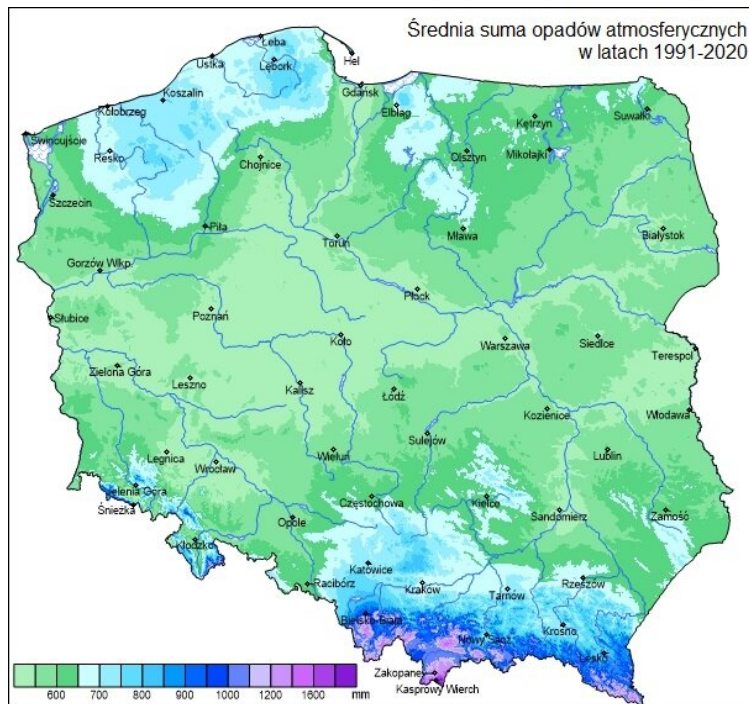 Średnia suma opadów atmosferycznych
w latach 1991-2020
Łeba
Ustka
Lębork
Hel
Koszalin
Gdańsk
Kołobrzeg
Elbląg
Suwałki
Kętrzyn
Świnoujście
Resko
Chojnice
Olsztyn
Mikołajki
Szczecin
Piła
Toruń
Mława
Białystok
Gorzów Wlkp.
Płock
Słubice
Poznań
Koło
Warszawa
Siedlce
Terespol
Zielona Góra
Leszno
Kalisz
Łódź
Kozienice
Włodawa
Sulejów
Legnica
Wrocław
Wieluń
Lublin
Jelenia Góra
Śnieżka
Częstochowa
Kielce
Sandomierz
Zamość
Opole
Kłodzko
Katowice
Racibórz
Kraków
Tarnów
Rzeszów
Bielsko-Biała
Nowy Sącz
Krosno
Lesko
Zakopane
Kasprowy Wierch
600 700 800 900 1000 1200 1600 mm